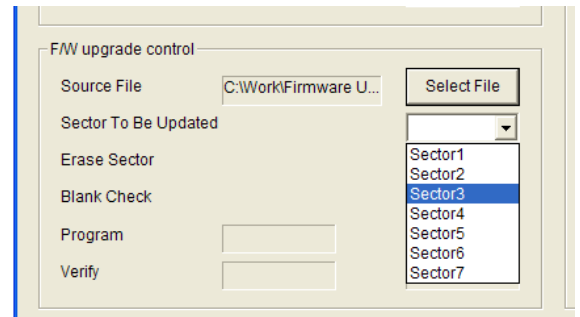 F/W upgrade control
Source File
C:\Work\Firmware U...
Select File
Sector To Be Updated
Erase Sector
Blank Check
Program
Verify
Sector1
Sector2
Sector3
Sector4
Sector5
Sector6
Sector7